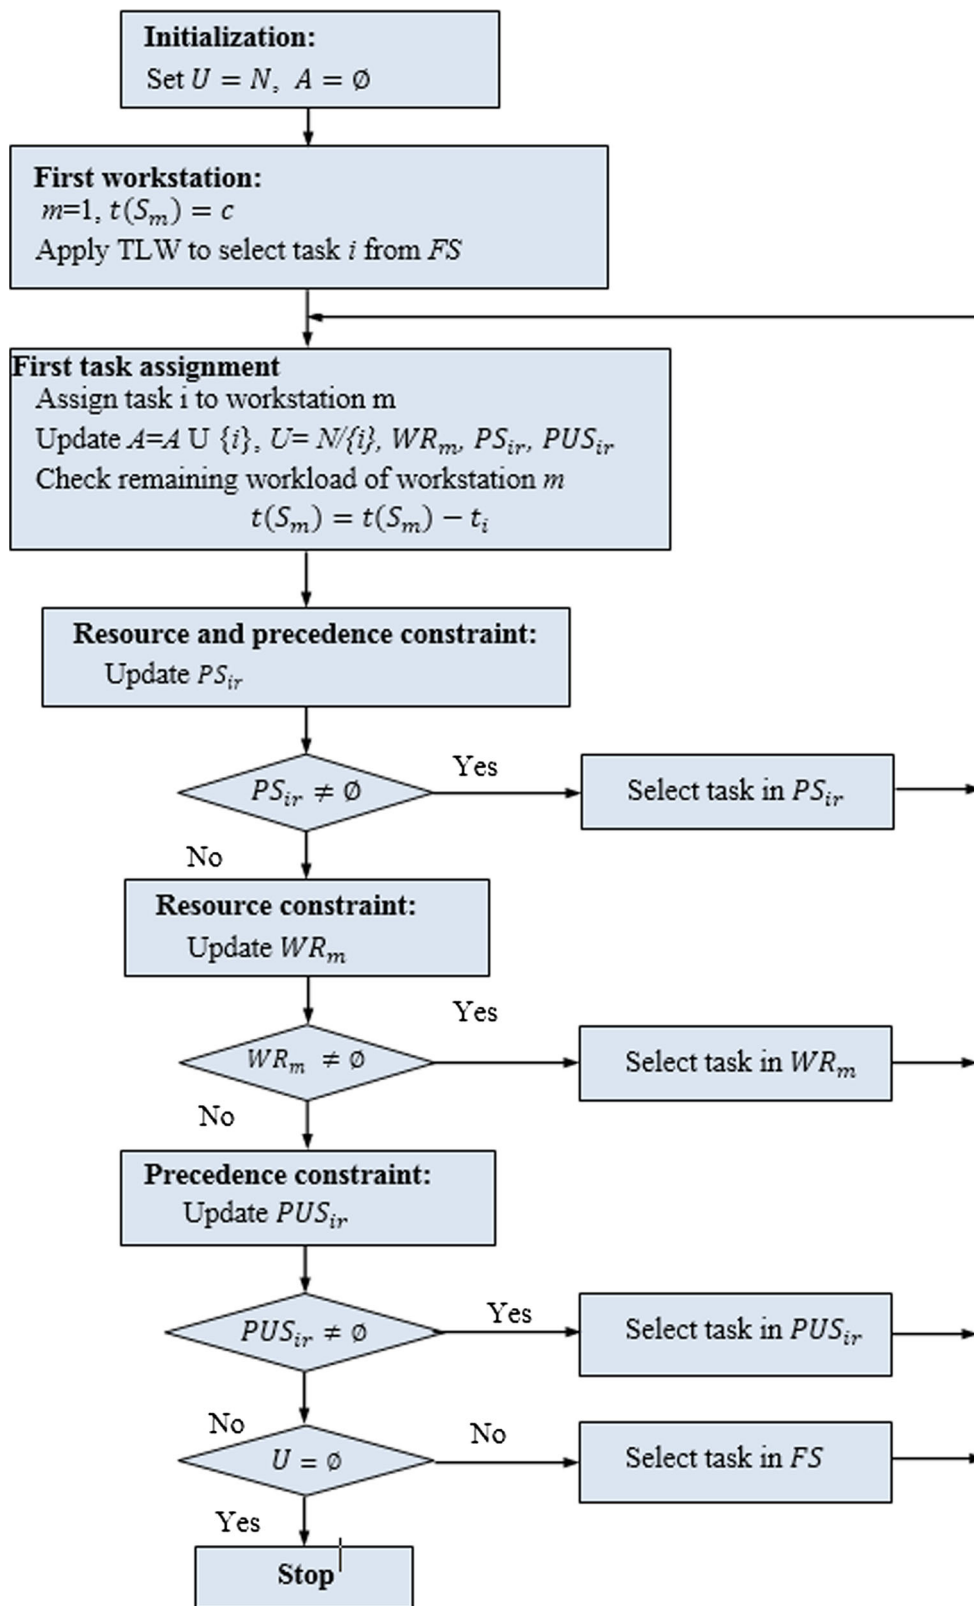 Initialization:
Set U = N, A = ∅
First workstation:
m=1, t(Sₘ) = c
Apply TLW to select task i from FS
First task assignment
Assign task i to workstation m
Update A=A U {i}, U= N/{i}, WRₘ, PSᵢᵣ, PUSᵢᵣ
Check remaining workload of workstation m
t(Sₘ) = t(Sₘ) − tᵢ
Resource and precedence constraint:
Update PSᵢᵣ
PSᵢᵣ ≠ ∅
Yes
Select task in PSᵢᵣ
No
Resource constraint:
Update WRₘ
WRₘ ≠ ∅
Yes
Select task in WRₘ
No
Precedence constraint:
Update PUSᵢᵣ
PUSᵢᵣ ≠ ∅
Yes
Select task in PUSᵢᵣ
No
U = ∅
No
Select task in FS
Yes
Stop